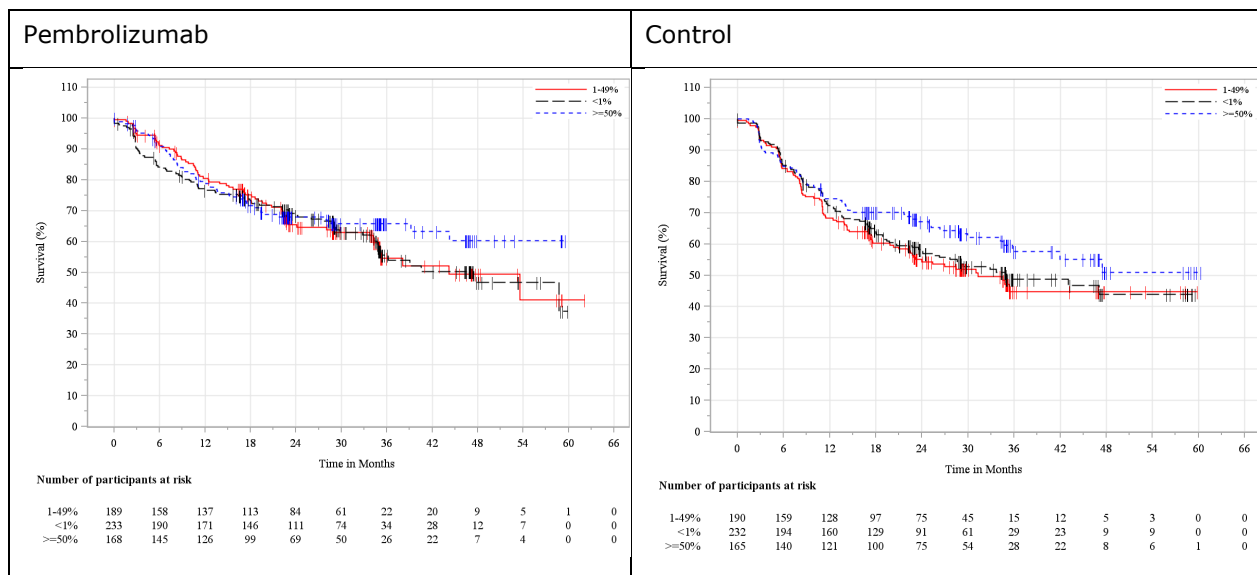 Pembrolizumab
110
100
90
80
70
60
50
40
30
20
10
0
Survival (%)
1-49%
<1%
>=50%
0 6 12 18 24 30 36 42 48 54 60 66
Time in Months
Number of participants at risk
1-49% 189 158 137 113 84 61 22 20 9 5 1 0
<1% 233 190 171 146 111 74 34 28 12 7 0 0
>=50% 168 145 126 99 69 50 26 22 7 4 0 0
Control
110
100
90
80
70
60
50
40
30
20
10
0
Survival (%)
1-49%
<1%
>=50%
0 6 12 18 24 30 36 42 48 54 60 66
Time in Months
Number of participants at risk
1-49% 190 159 128 97 75 45 15 12 5 3 0 0
<1% 232 194 160 129 91 61 29 23 9 9 0 0
>=50% 165 140 121 100 75 54 28 22 8 6 1 0